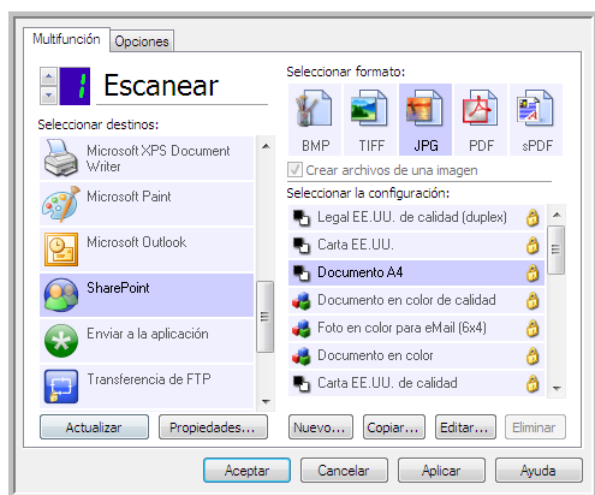 Multifunción
Opciones
1
Escanear
Seleccionar destinos:
Microsoft XPS Document
Writer
Microsoft Paint
Microsoft Outlook
SharePoint
Enviar a la aplicación
Transferencia de FTP
Actualizar
Propiedades...
Seleccionar formato:
BMP
TIFF
JPG
PDF
sPDF
Crear archivos de una imagen
Seleccionar la configuración:
Legal EE.UU. de calidad (duplex)
Carta EE.UU.
Documento A4
Documento en color de calidad
Foto en color para eMail (6x4)
Documento en color
Carta EE.UU. de calidad
Nuevo...
Copiar...
Editar...
Eliminar
Aceptar
Cancelar
Aplicar
Ayuda